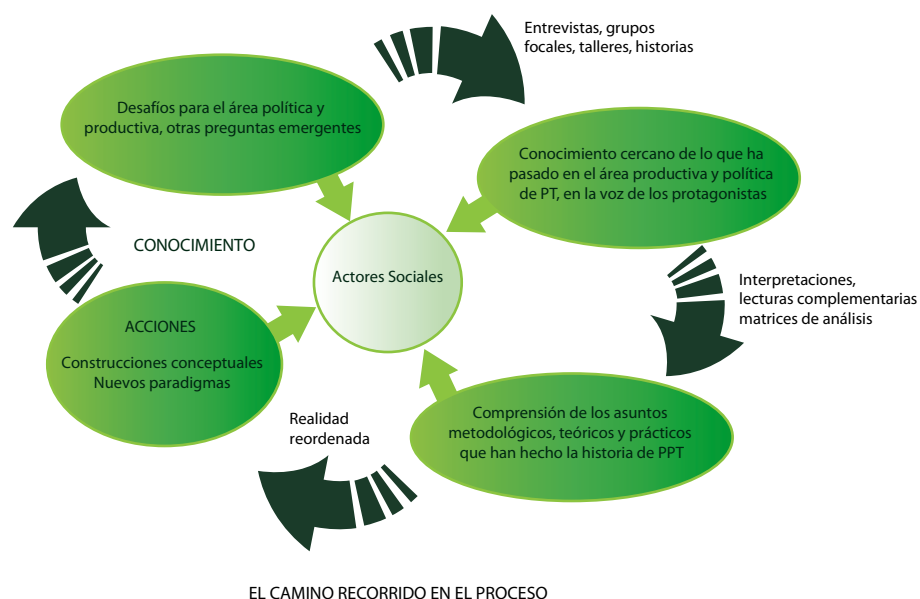 Entrevistas, grupos
focales, talleres, historias
Desafíos para el área política y
productiva, otras preguntas emergentes
Conocimiento cercano de lo que ha
pasado en el área productiva y política
de PT, en la voz de los protagonistas
CONOCIMIENTO
Actores Sociales
Interpretaciones,
lecturas complementarias
matrices de análisis
ACCIONES
Construcciones conceptuales
Nuevos paradigmas
Realidad
reordenada
Comprensión de los asuntos
metodológicos, teóricos y prácticos
que han hecho la historia de PPT
EL CAMINO RECORRIDO EN EL PROCESO